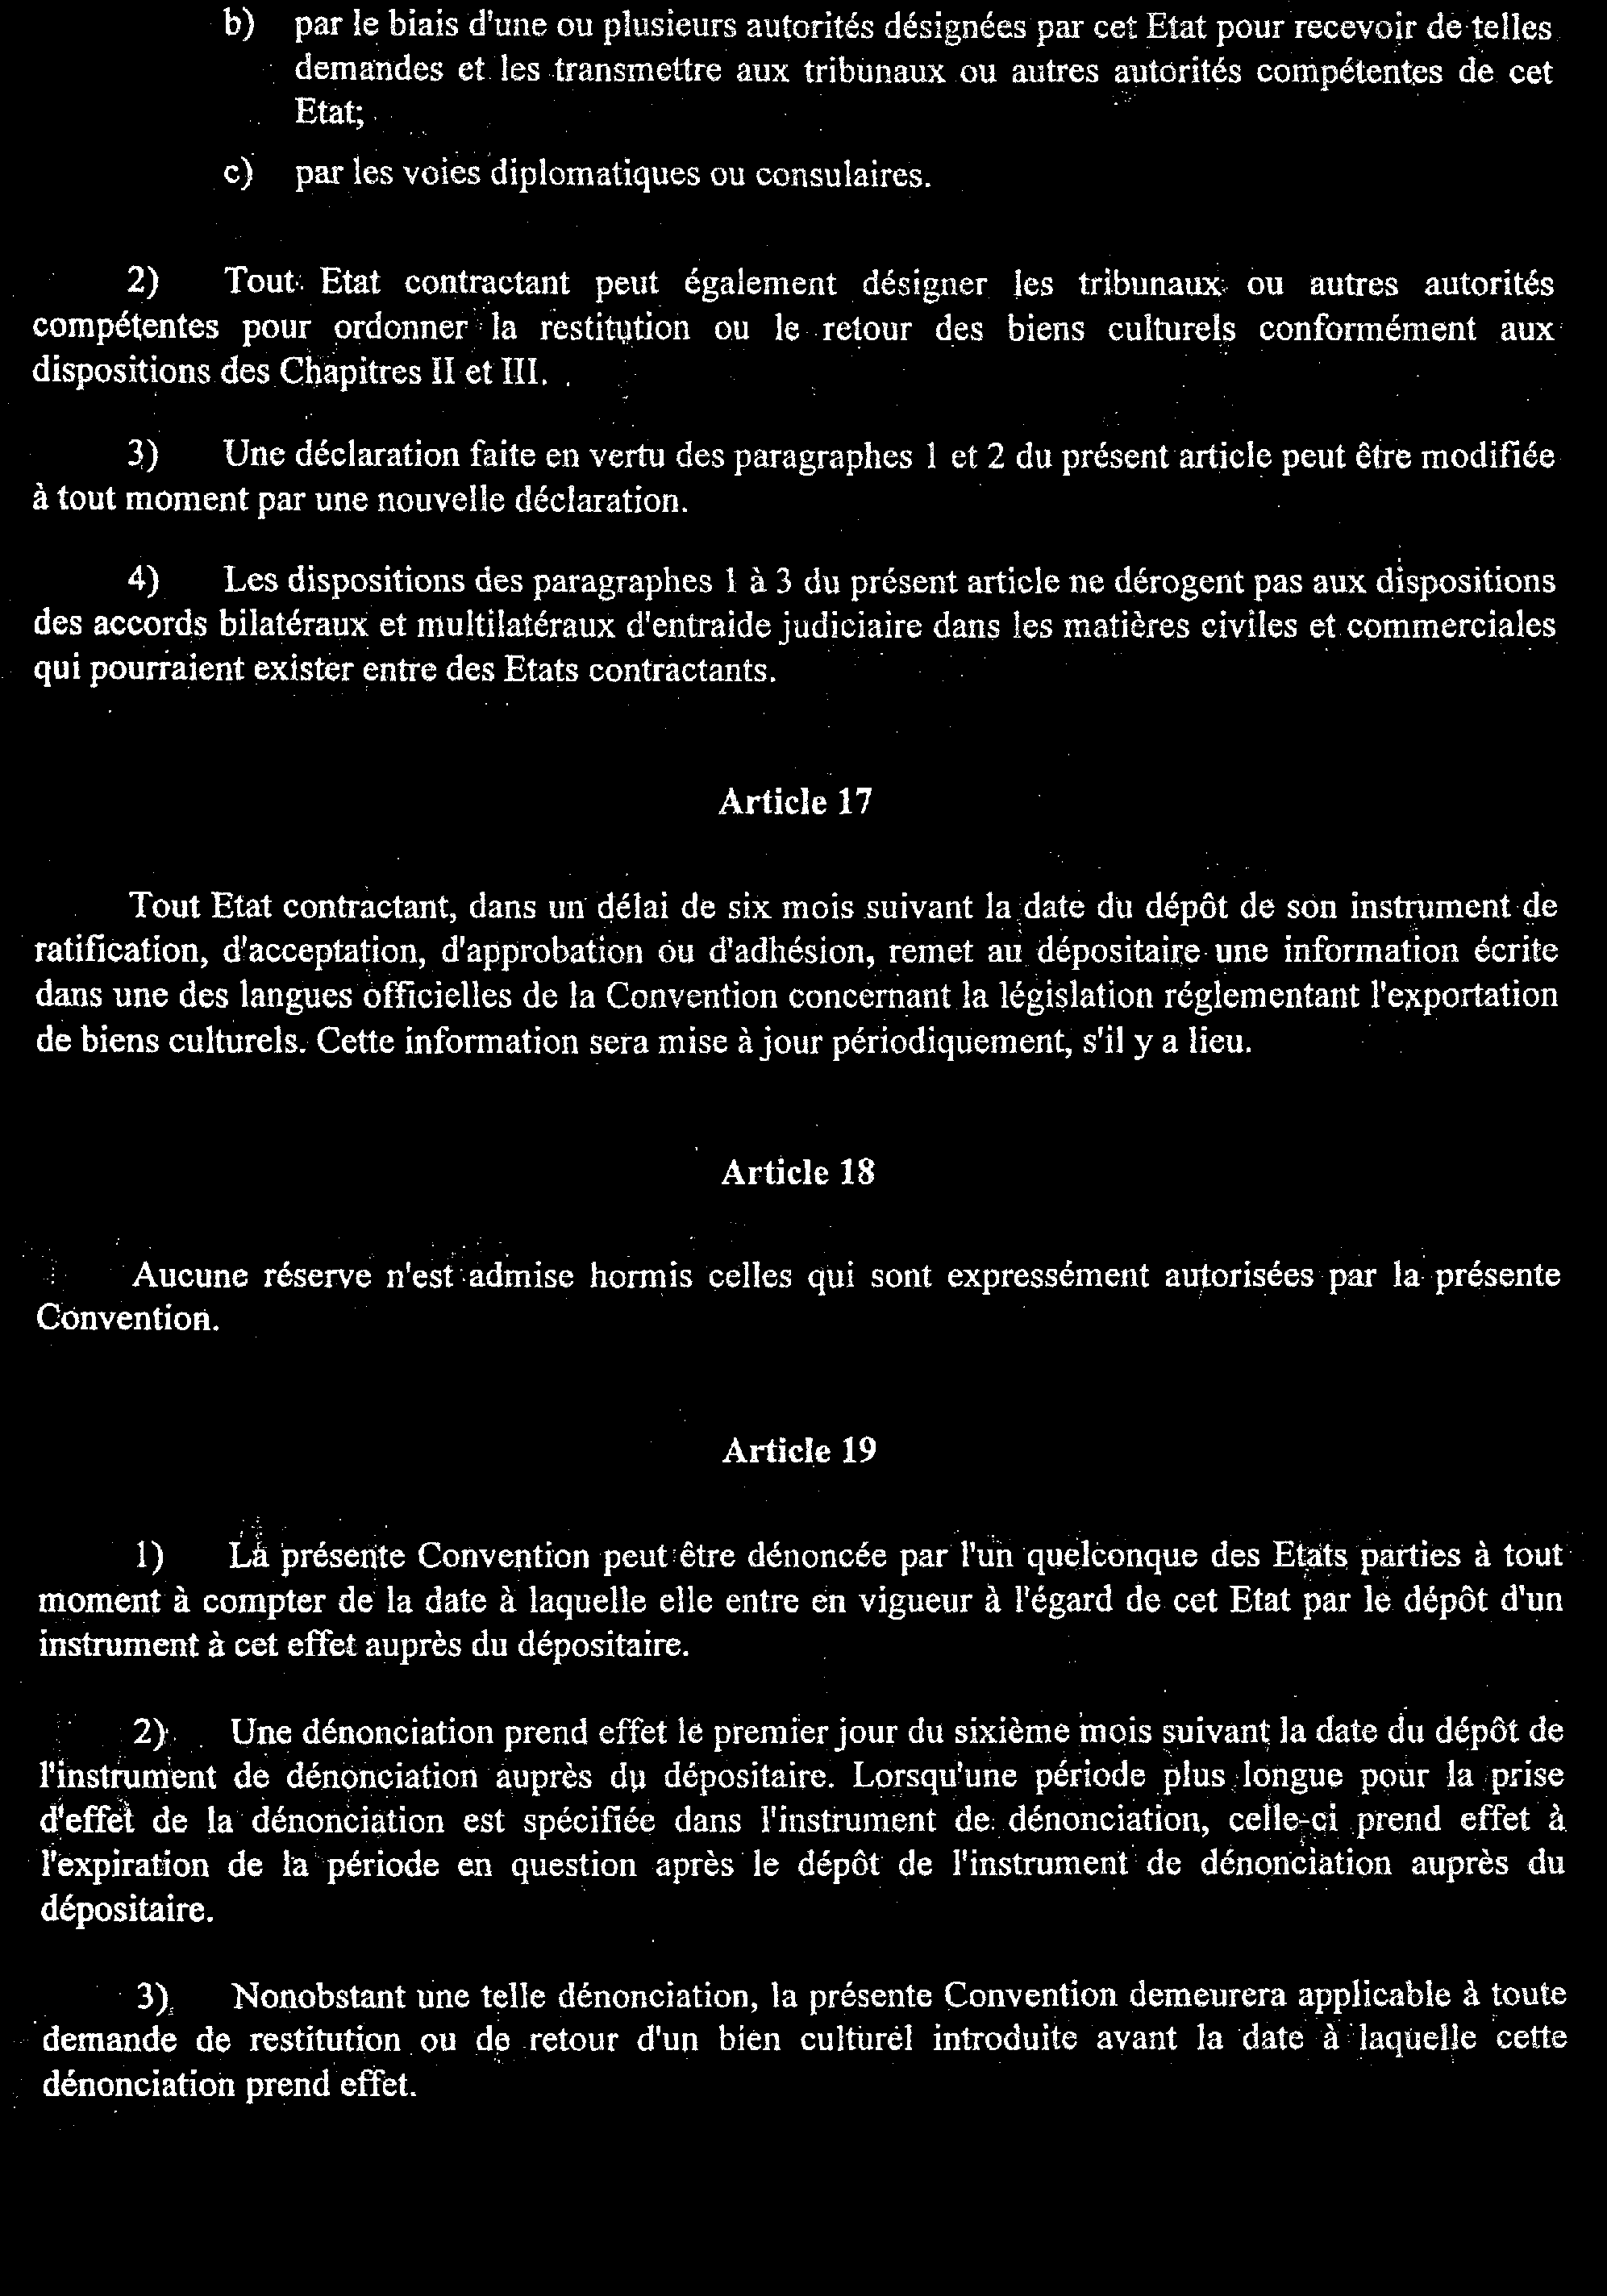 b) par le biais d'une ou plusieurs autorités désignées par cet Etat pour recevoir de telles
demandes et les transmettre aux tribunaux ou autres autorités compétentes de cet
Etat;
c) par les voies diplomatiques ou consulaires.
2) Tout Etat contractant peut également désigner les tribunaux ou autres autorités
compétentes pour ordonner la restitution ou le retour des biens culturels conformément aux
dispositions des Chapitres II et III.
3) Une déclaration faite en vertu des paragraphes 1 et 2 du présent article peut être modifiée
à tout moment par une nouvelle déclaration.
4) Les dispositions des paragraphes 1 à 3 du présent article ne dérogent pas aux dispositions
des accords bilatéraux et multilatéraux d'entraide judiciaire dans les matières civiles et commerciales
qui pourraient exister entre des Etats contractants.
Article 17
Tout Etat contractant, dans un délai de six mois suivant la date du dépôt de son instrument de
ratification, d'acceptation, d'approbation ou d'adhésion, remet au dépositaire une information écrite
dans une des langues officielles de la Convention concernant la législation réglementant l'exportation
de biens culturels. Cette information sera mise à jour périodiquement, s'il y a lieu.
Article 18
Aucune réserve n'est admise hormis celles qui sont expressément autorisées par la présente
Convention.
Article 19
1) La présente Convention peut être dénoncée par l'un quelconque des Etats parties à tout
moment à compter de la date à laquelle elle entre en vigueur à l'égard de cet Etat par le dépôt d'un
instrument à cet effet auprès du dépositaire.
2) Une dénonciation prend effet le premier jour du sixième mois suivant la date du dépôt de
l'instrument de dénonciation auprès du dépositaire. Lorsqu'une période plus longue pour la prise
d'effet de la dénonciation est spécifiée dans l'instrument de dénonciation, celle-ci prend effet à
l'expiration de la période en question après le dépôt de l'instrument de dénonciation auprès du
dépositaire.
3) Nonobstant une telle dénonciation, la présente Convention demeurera applicable à toute
demande de restitution ou de retour d'un bien culturel introduite avant la date à laquelle cette
dénonciation prend effet.